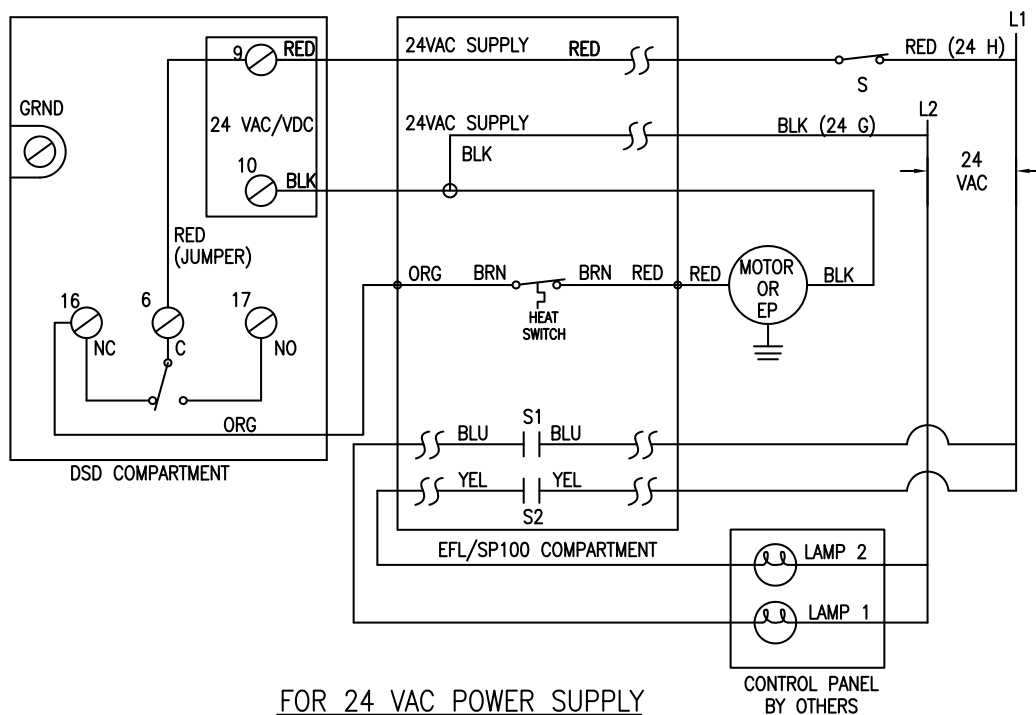 L1
24VAC SUPPLY RED RED (24 H)
9 RED
S
GRND
24 VAC/VDC
24VAC SUPPLY BLK (24 G)
L2
BLK
24
VAC
10
BLK
RED
(JUMPER)
ORG BRN BRN RED RED
MOTOR
OR
EP
BLK
HEAT
SWITCH
16 6 17
NC C NO
ORG
S1
BLU BLU
YEL YEL
S2
DSD COMPARTMENT
EFL/SP100 COMPARTMENT
LAMP 2
LAMP 1
CONTROL PANEL
BY OTHERS
FOR 24 VAC POWER SUPPLY